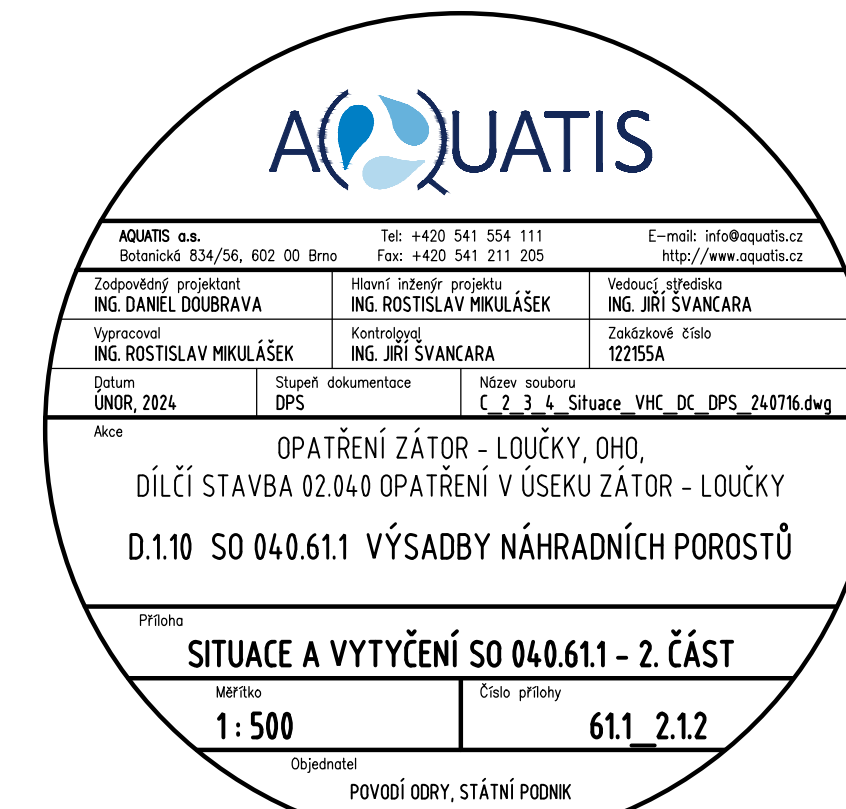 AQUATIS
AQUATIS a.s. Tel: +420 541 554 111 E-mail: info@aquatis.cz
Botanická 834/56, 602 00 Brno Fax: +420 541 211 205 http://www.aquatis.cz
Zodpovědný projektant Hlavní inženýr projektu Vedoucí střediska
ING. DANIEL DOUBRAVA ING. ROSTISLAV MIKULÁŠEK ING. JIŘÍ ŠVANCARA
Vypracoval Kontroloval Zakázkové číslo
ING. ROSTISLAV MIKULÁŠEK ING. JIŘÍ ŠVANCARA 122155A
Datum Stupeň dokumentace Název souboru
ÚNOR, 2024 DPS C_2_3_4_Situace_VHC_DC_DPS_240716.dwg
Akce
OPATŘENÍ ZÁTOR - LOUČKY, OHO,
DÍLČÍ STAVBA 02.040 OPATŘENÍ V ÚSEKU ZÁTOR - LOUČKY
D.1.10 SO 040.61.1 VÝSADBY NÁHRADNÍCH POROSTŮ
Příloha
SITUACE A VYTYČENÍ SO 040.61.1 - 2. ČÁST
Měřítko Číslo přílohy
1 : 500 61.1_2.1.2
Objednatel
POVODÍ ODRY, STÁTNÍ PODNIK